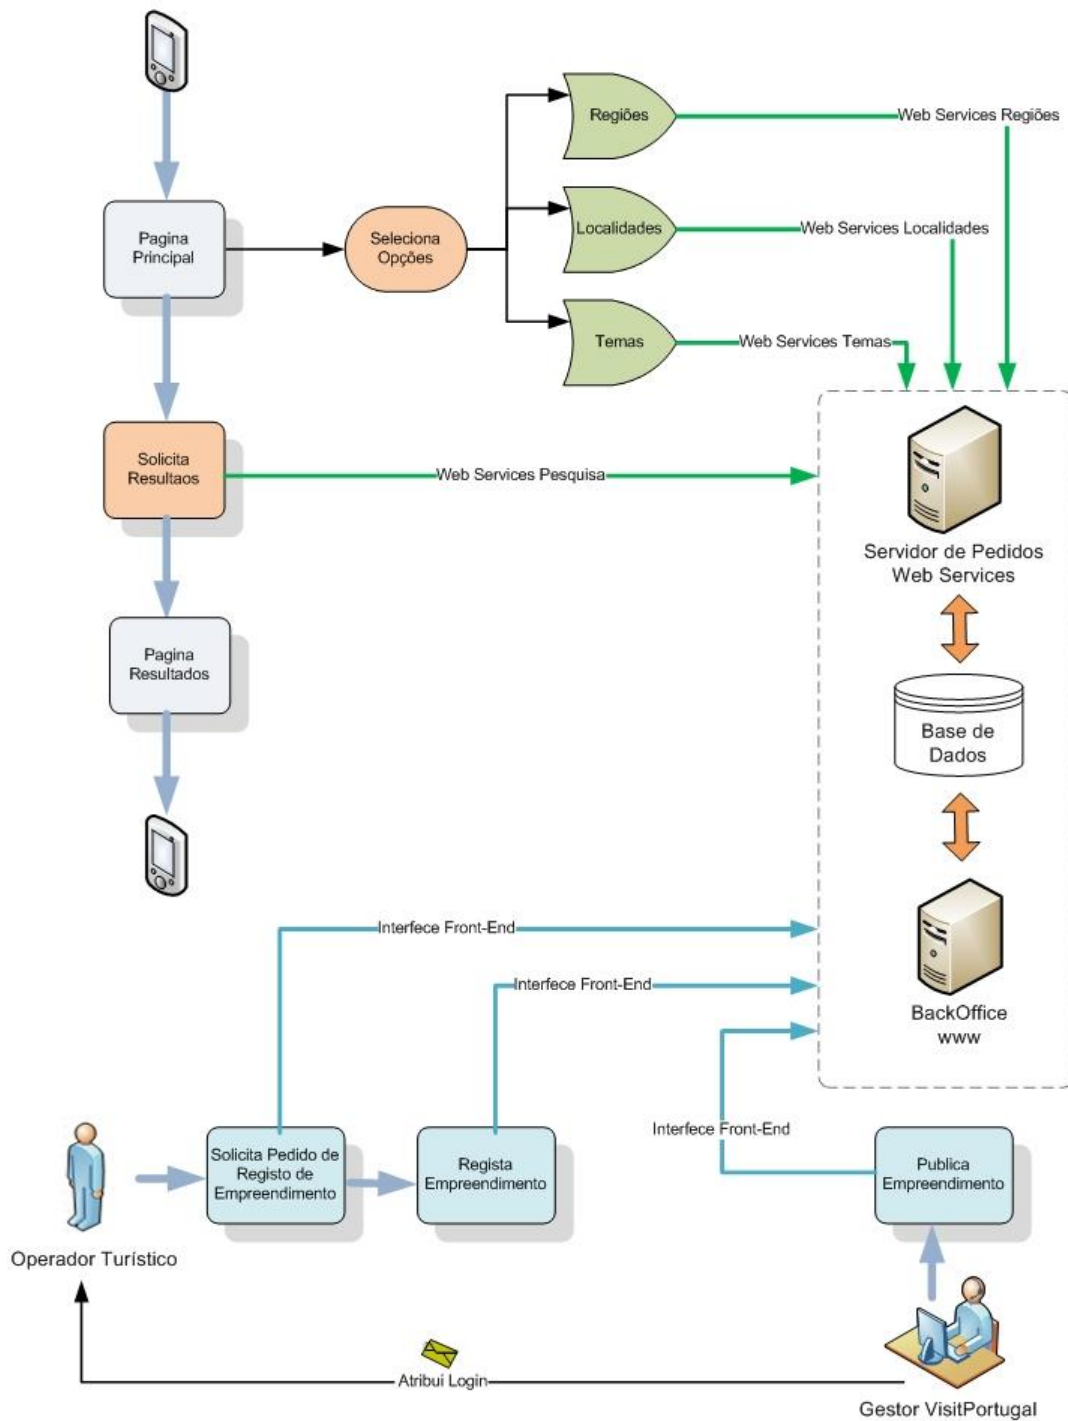 Regiões
Web Services Regiões
Pagina
Principal
Seleciona
Opções
Localidades
Web Services Localidades
Temas
Web Services Temas
Solicita
Resultaos
Web Services Pesquisa
Servidor de Pedidos
Web Services
Pagina
Resultados
Base de
Dados
Interfece Front-End
Interfece Front-End
BackOffice
www
Interfece Front-End
Solicita Pedido de
Registo de
Empreendimento
Regista
Empreendimento
Publica
Empreendimento
Operador Turístico
Atribui Login
Gestor VisitPortugal